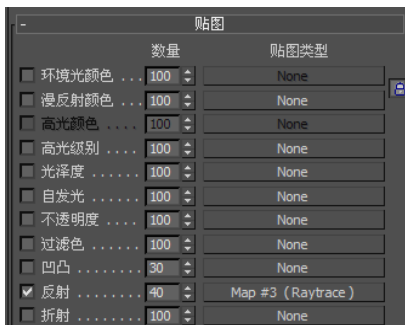 - 贴图
数量 贴图类型
环境光颜色 ... 100 None
漫反射颜色 ... 100 None
高光颜色 .... 100 None
高光级别 .... 100 None
光泽度 ...... 100 None
自发光 ...... 100 None
不透明度 .... 100 None
过滤色 ...... 100 None
凹凸 ........ 30 None
反射 ........ 40 Map #3 (Raytrace)
折射 ........ 100 None